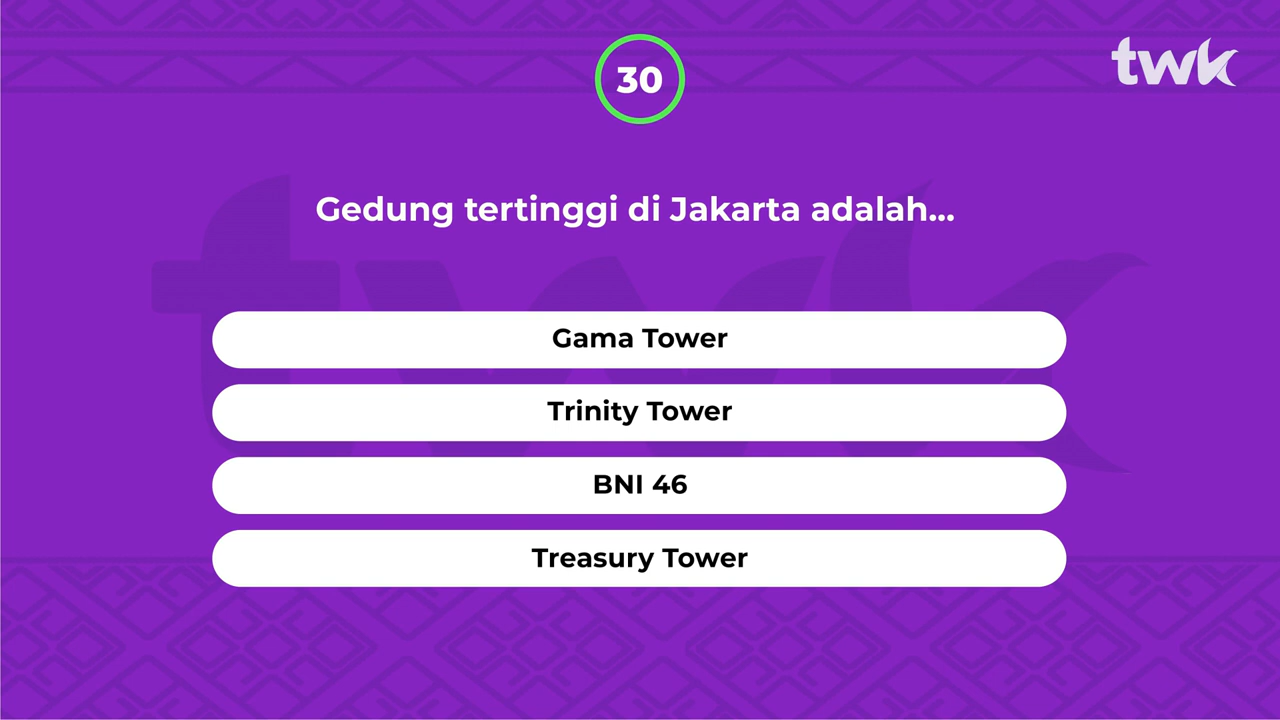 30
twk
Gedung tertinggi di Jakarta adalah...
Gama Tower
Trinity Tower
BNI 46
Treasury Tower